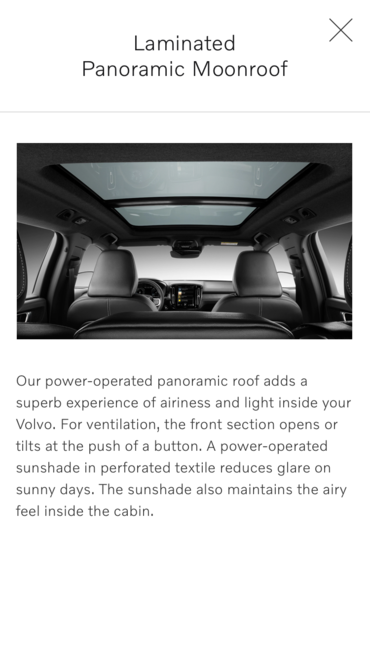 Laminated
Panoramic Moonroof
Our power-operated panoramic roof adds a
superb experience of airiness and light inside your
Volvo. For ventilation, the front section opens or
tilts at the push of a button. A power-operated
sunshade in perforated textile reduces glare on
sunny days. The sunshade also maintains the airy
feel inside the cabin.